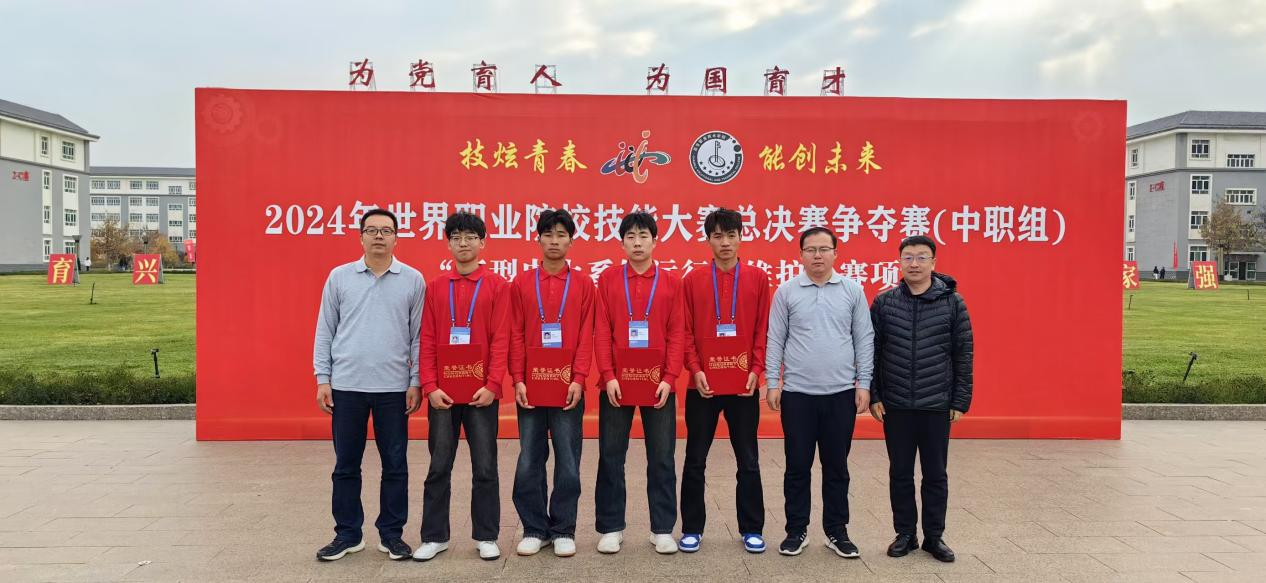 为党育人 为国育才
技炫青春 能创未来
2024年世界职业院校技能大赛总决赛争夺赛(中职组)
育 兴
家 强
荣誉证书
荣誉证书
荣誉证书
荣誉证书